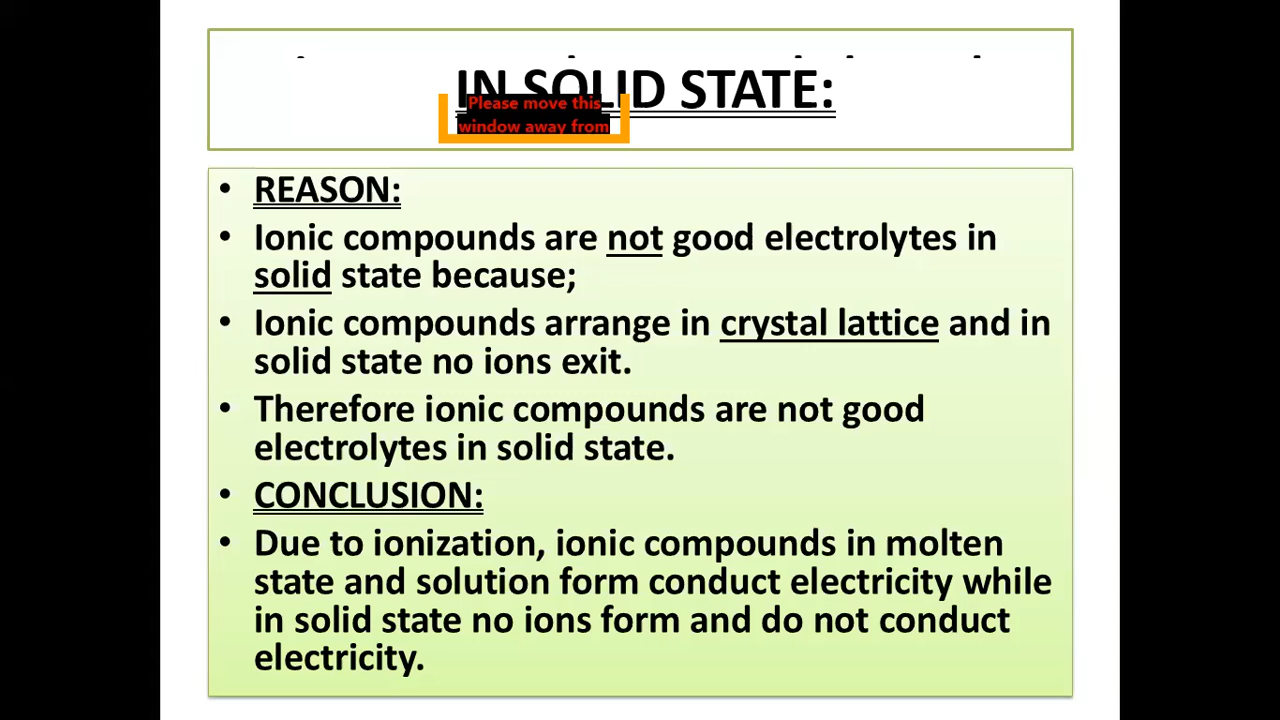 IN SOLID STATE:
Please move this
window away from
• REASON:
• Ionic compounds are not good electrolytes in
solid state because;
• Ionic compounds arrange in crystal lattice and in
solid state no ions exit.
• Therefore ionic compounds are not good
electrolytes in solid state.
• CONCLUSION:
• Due to ionization, ionic compounds in molten
state and solution form conduct electricity while
in solid state no ions form and do not conduct
electricity.